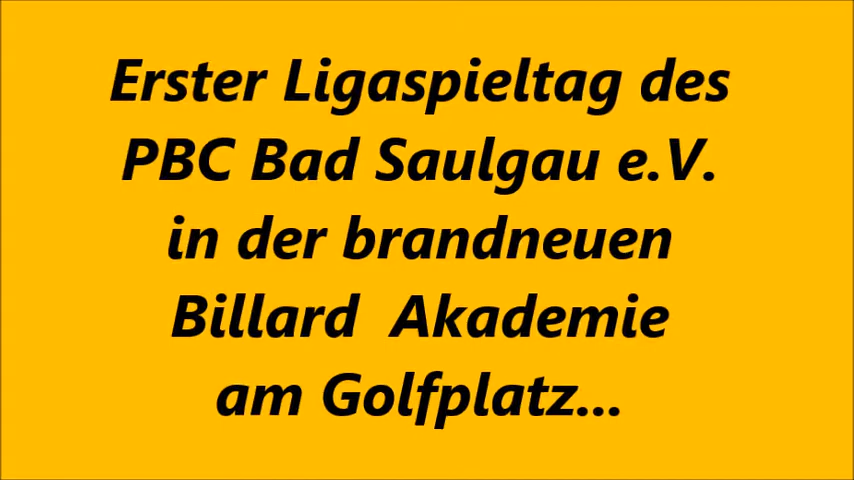 Erster Ligaspieltag des
PBC Bad Saulgau e.V.
in der brandneuen
Billard Akademie
am Golfplatz...